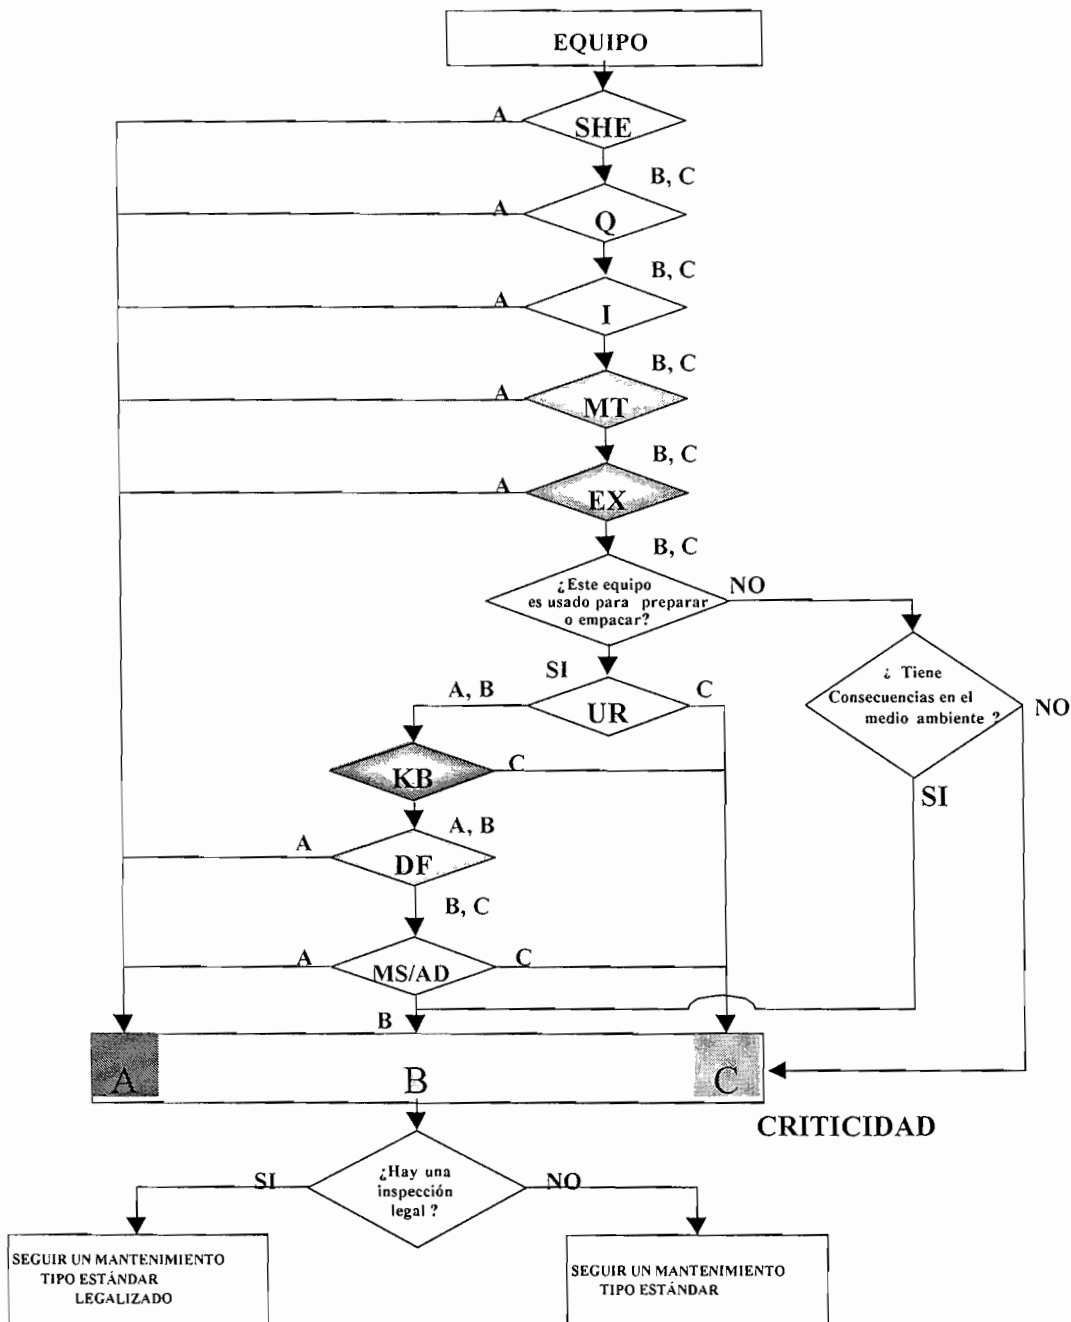 EQUIPO
A
SHE
B, C
A
Q
B, C
A
I
B, C
A
MT
B, C
A
EX
B, C
¿Este equipo
es usado para preparar
o empacar?
NO
¿ Tiene
Consecuencias en el
medio ambiente ?
NO
SI
SI
A, B
UR
C
KB
C
A, B
A
DF
B, C
A
MS/AD
C
B
A
B
C
CRITICIDAD
¿Hay una
inspección
legal ?
SI
NO
SEGUIR UN MANTENIMIENTO
TIPO ESTÁNDAR
LEGALIZADO
SEGUIR UN MANTENIMIENTO
TIPO ESTÁNDAR